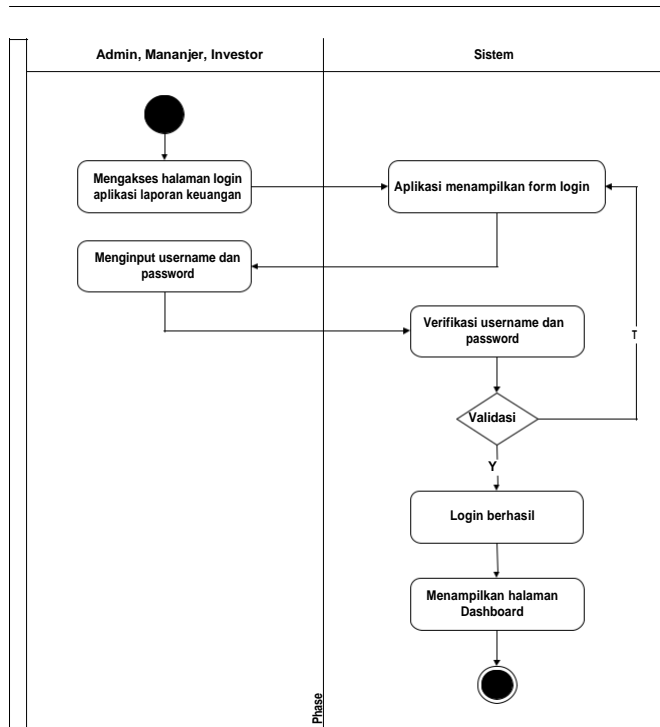 Admin, Mananjer, Investor
Sistem
Mengakses halaman login
aplikasi laporan keuangan
Aplikasi menampilkan form login
Menginput username dan
password
Verifikasi username dan
password
T
Validasi
Y
Login berhasil
Menampilkan halaman
Dashboard
Phase